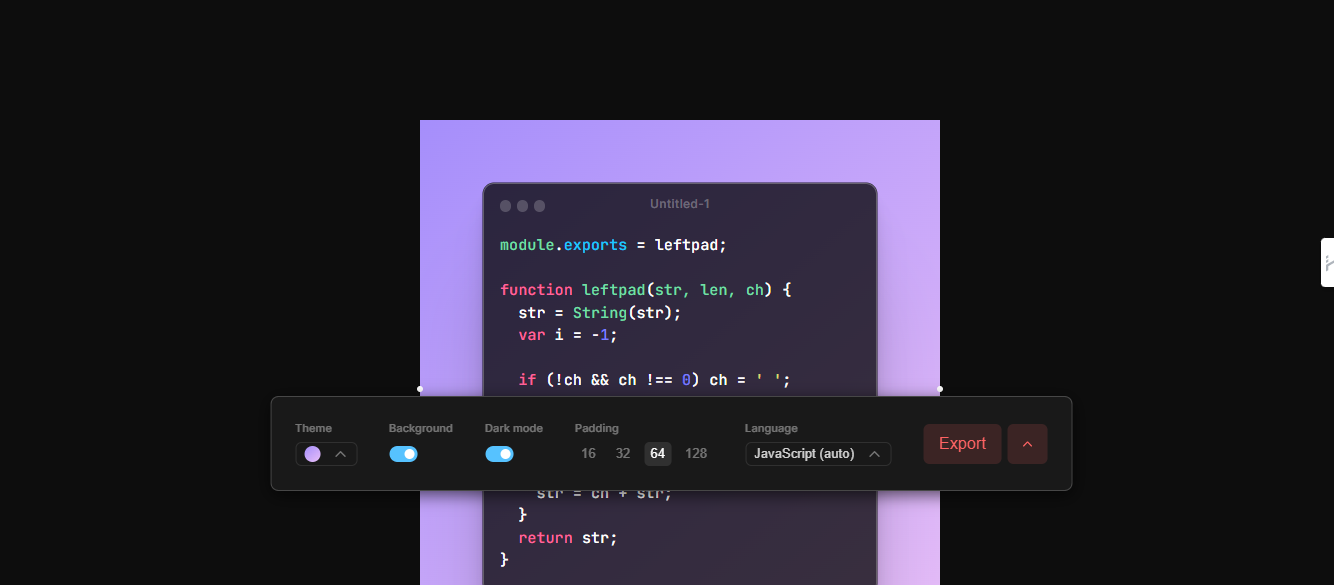 Untitled-1
module.exports = leftpad;
function leftpad(str, len, ch) {
  str = String(str);
  var i = -1;
  if (!ch && ch !== 0) ch = ' ';
Theme Background Dark mode Padding Language
16 32 64 128 JavaScript (auto) Export
    str = ch + str;
  }
  return str;
}